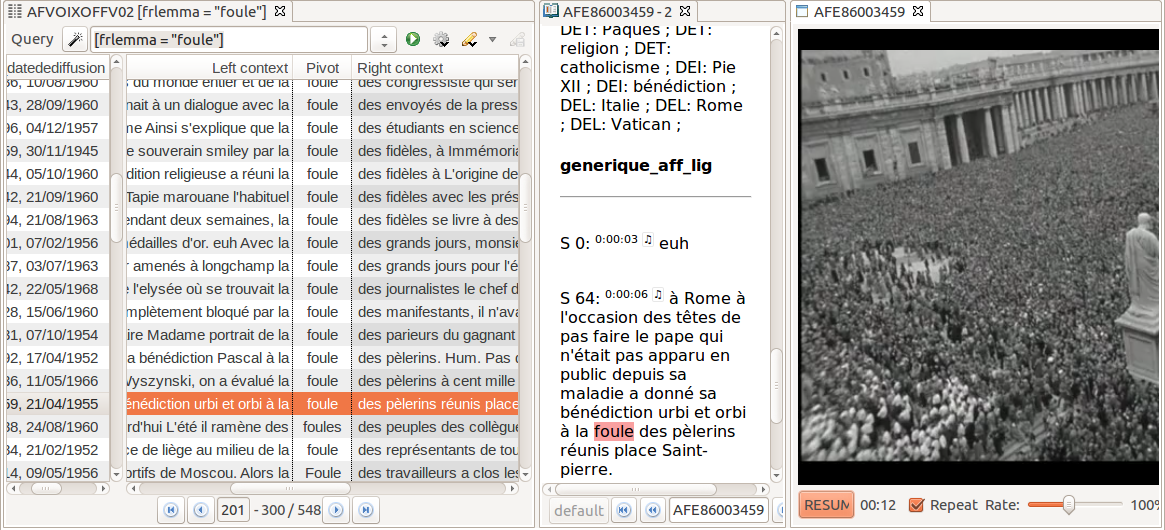 AFVOIXOFFV02 [frlemma = "foule"]
Query [frlemma = "foule"]
datedediffusion Left context Pivot Right context
36, 10/08/1960 du monde entier et de la foule des congressiste qui ser
43, 28/09/1960 nait à un dialogue avec la foule des envoyés de la press
96, 04/12/1957 ne Ainsi s'explique que la foule des étudiants en science
59, 30/11/1945 e souverain smiley par la foule des fidèles, à Immémoria
44, 05/10/1960 dition religieuse a réuni la foule des fidèles à L'origine de
42, 21/09/1960 Tapie marouane l'habituel foule des fidèles avec les prés
94, 21/08/1963 endant deux semaines, la foule des fidèles se livre à des
01, 07/02/1956 nédailles d'or. euh Avec la foule des grands jours, monsie
37, 03/07/1963 r amenés à longchamp la foule des grands jours pour l'é
42, 22/05/1968 e l'elysée où se trouvait la foule des journalistes le chef d
28, 15/06/1960 mplètement bloqué par la foule des manifestants, il n'ava
31, 07/10/1954 ire Madame portrait de la foule des parieurs du gagnant
92, 17/04/1952 a bénédiction Pascal à la foule des pèlerins. Hum. Pas d
36, 11/05/1966 Wyszynski, on a évalué la foule des pèlerins à cent mille
59, 21/04/1955 énédiction urbi et orbi à la foule des pèlerins réunis place
38, 24/08/1960 rd'hui L'été il ramène des foules des peuples des collègue
34, 21/02/1952 ce de liège au milieu de la foule des représentants de tou
14, 09/05/1956 ortifs de Moscou. Alors la Foule des travailleurs a clos les
201 - 300 / 548
AFE86003459 - 2
DET: Pâques ; DET:
religion ; DET:
catholicisme ; DEI: Pie
XII ; DEI: bénédiction ;
DEL: Italie ; DEL: Rome
; DEL: Vatican ;
generique_aff_lig
S 0: 0:00:03 ♫ euh
S 64: 0:00:06 ♫ à Rome à
l'occasion des têtes de
pas faire le pape qui
n'était pas apparu en
public depuis sa
maladie a donné sa
bénédiction urbi et orbi
à la foule des pèlerins
réunis place Saint-
pierre.
default AFE86003459
AFE86003459
RESUM 00:12 Repeat Rate: 100%